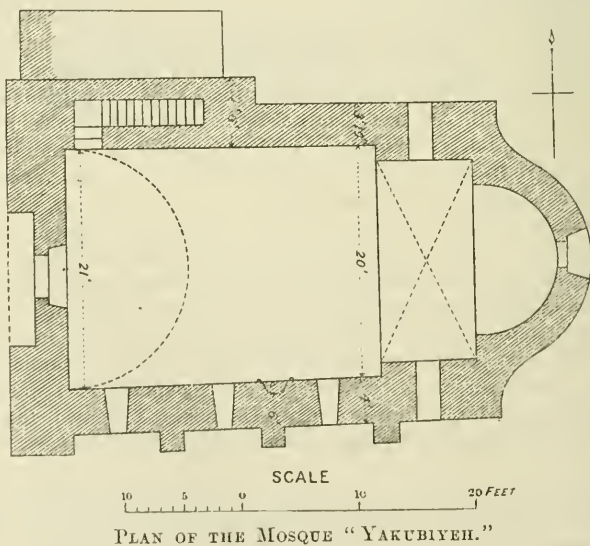 21'
20'
SCALE
10 5 0 10 20 FEET
PLAN OF THE MOSQUE "YAKUBIYEH."